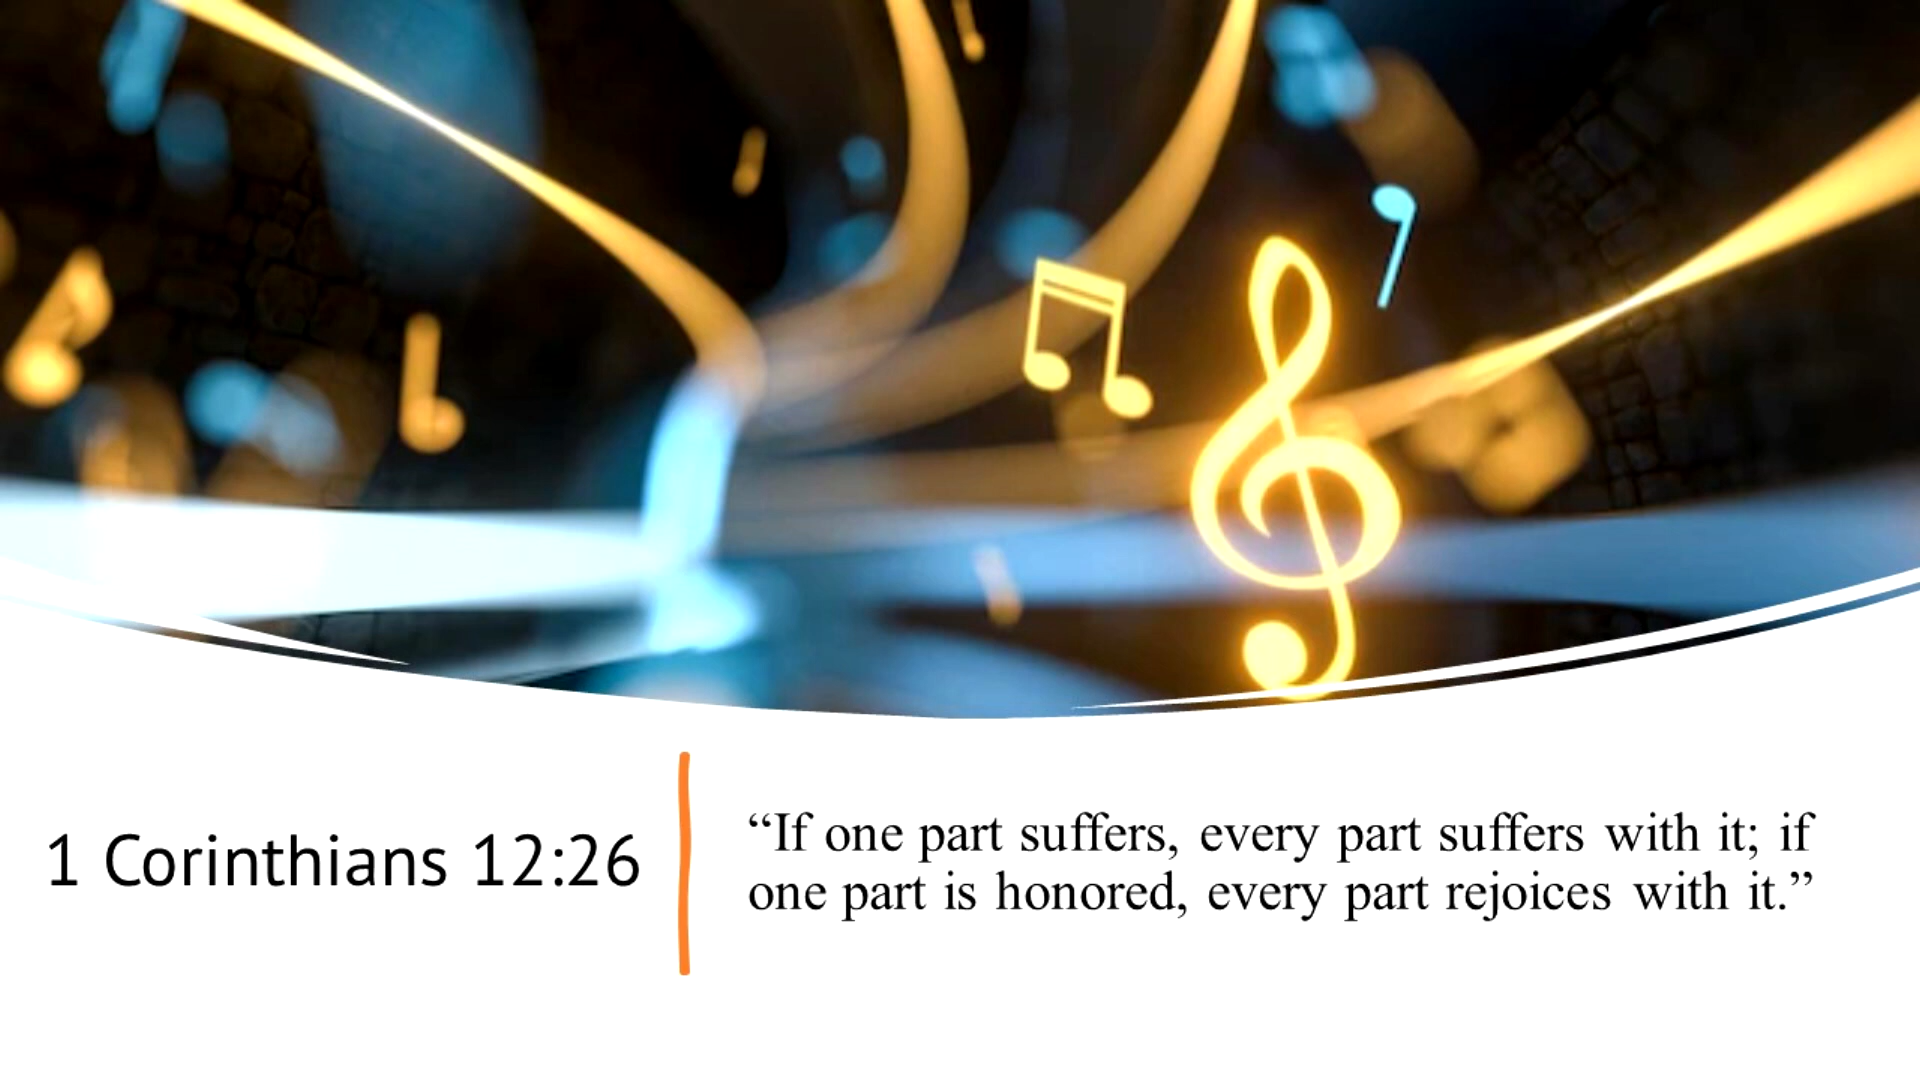 1 Corinthians 12:26
“If one part suffers, every part suffers with it; if
one part is honored, every part rejoices with it.”